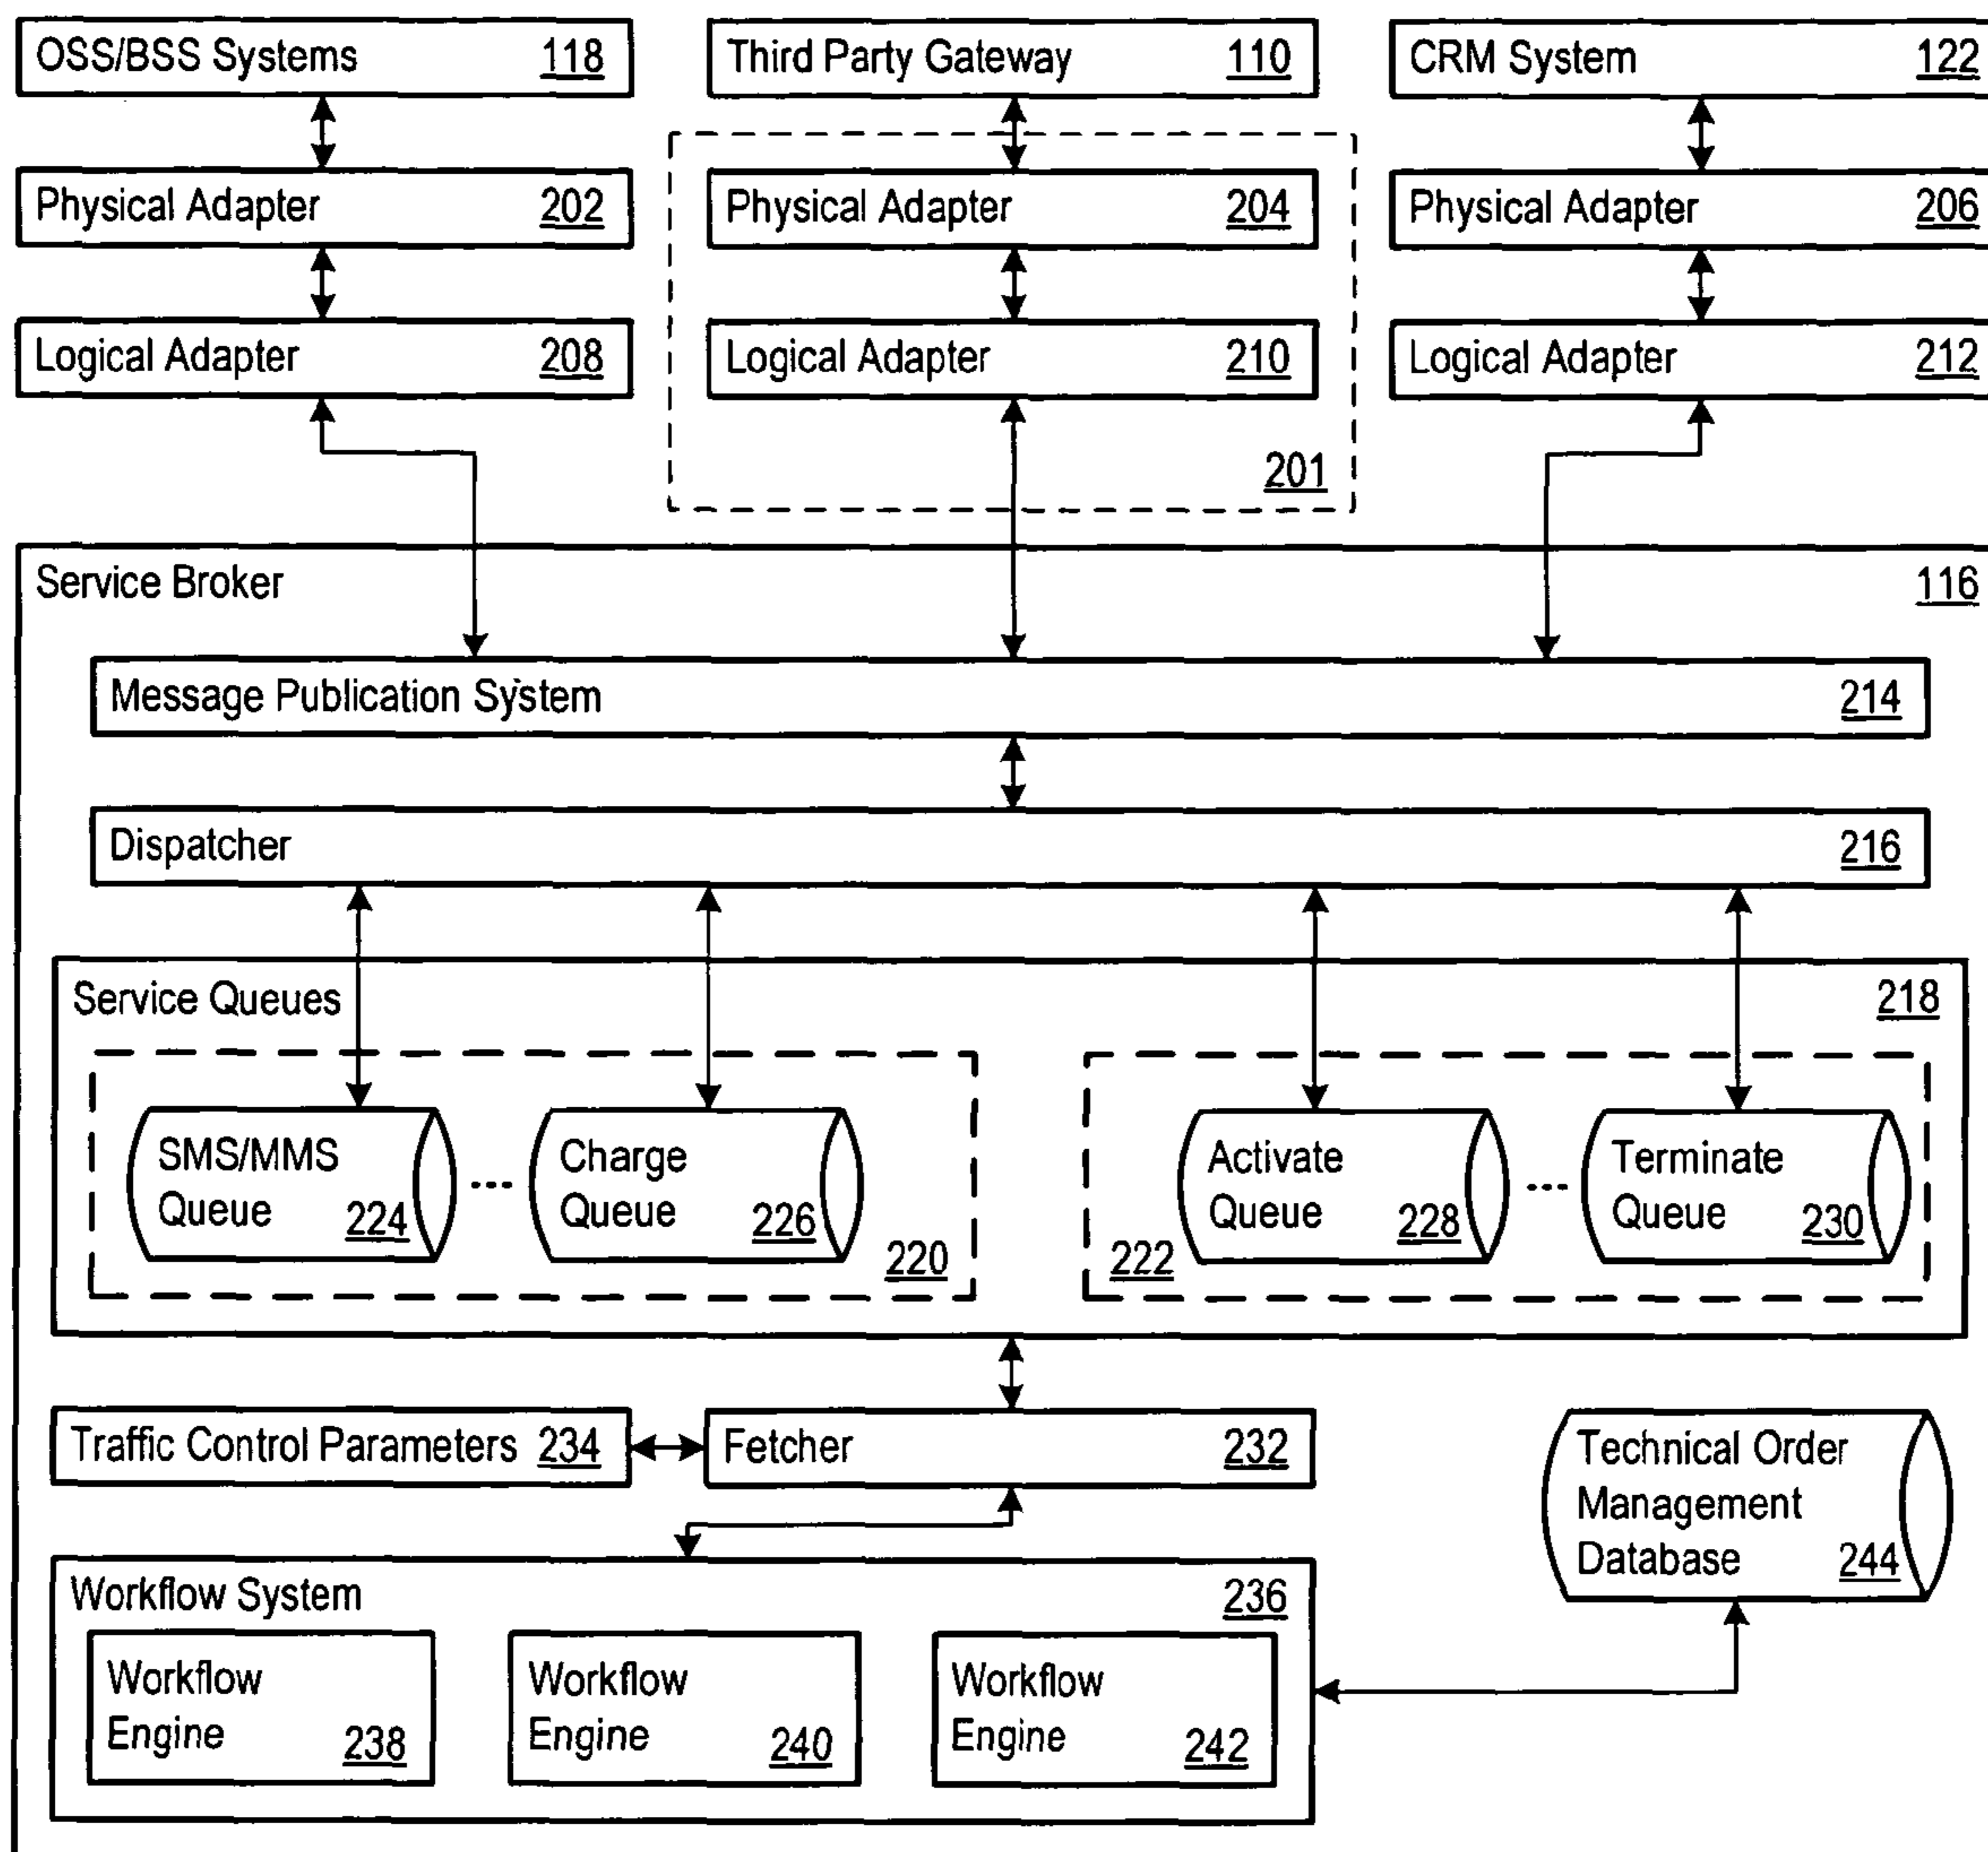 OSS/BSS Systems 118
Third Party Gateway 110
CRM System 122
Physical Adapter 202
Physical Adapter 204
Physical Adapter 206
Logical Adapter 208
Logical Adapter 210
Logical Adapter 212
201
Service Broker 116
Message Publication System 214
Dispatcher 216
Service Queues 218
SMS/MMS
Queue 224
...
Charge
Queue 226
220
Activate
Queue 228
...
Terminate
Queue 230
222
Traffic Control Parameters 234
Fetcher 232
Technical Order
Management
Database 244
Workflow System 236
Workflow
Engine 238
Workflow
Engine 240
Workflow
Engine 242